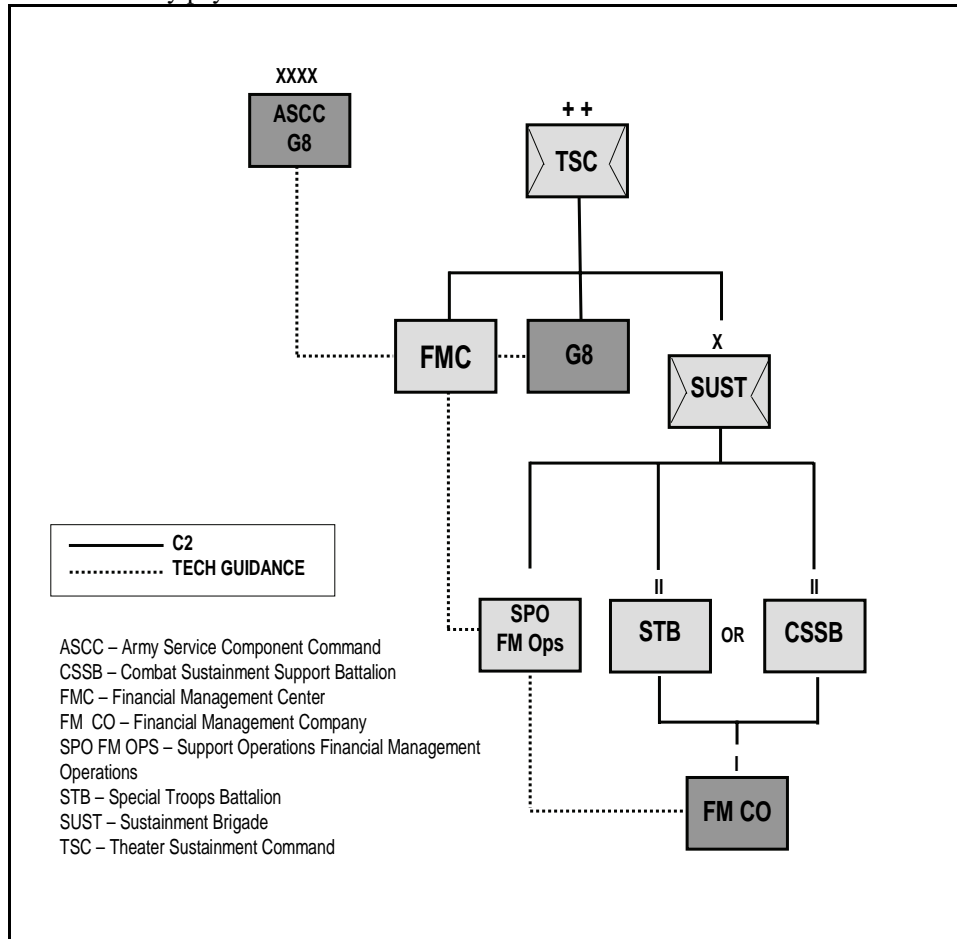 XXXX
ASCC
G8
+ +
TSC
FMC
G8
X
SUST
C2
TECH GUIDANCE
SPO
FM Ops
II
STB
OR
II
CSSB
ASCC – Army Service Component Command
CSSB – Combat Sustainment Support Battalion
FMC – Financial Management Center
FM CO – Financial Management Company
SPO FM OPS – Support Operations Financial Management
Operations
STB – Special Troops Battalion
SUST – Sustainment Brigade
TSC – Theater Sustainment Command
I
FM CO